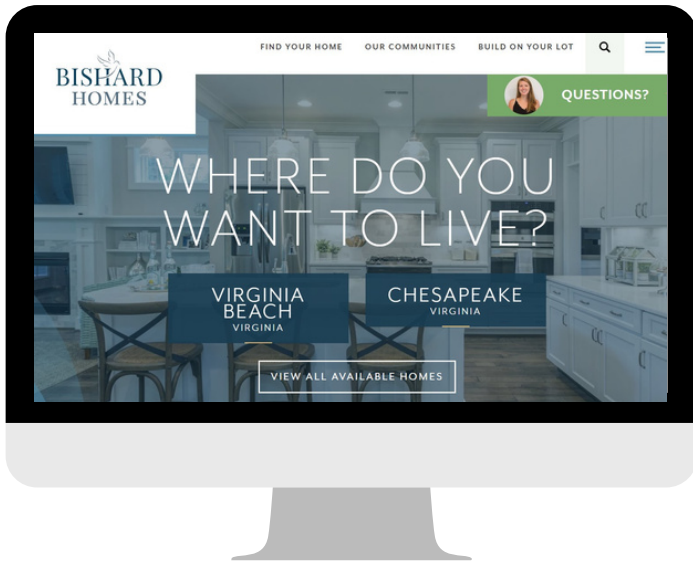 FIND YOUR HOME
OUR COMMUNITIES
BUILD ON YOUR LOT
BISHARD
HOMES
QUESTIONS?
WHERE DO YOU
WANT TO LIVE?
VIRGINIA
BEACH
VIRGINIA
CHESAPEAKE
VIRGINIA
VIEW ALL AVAILABLE HOMES